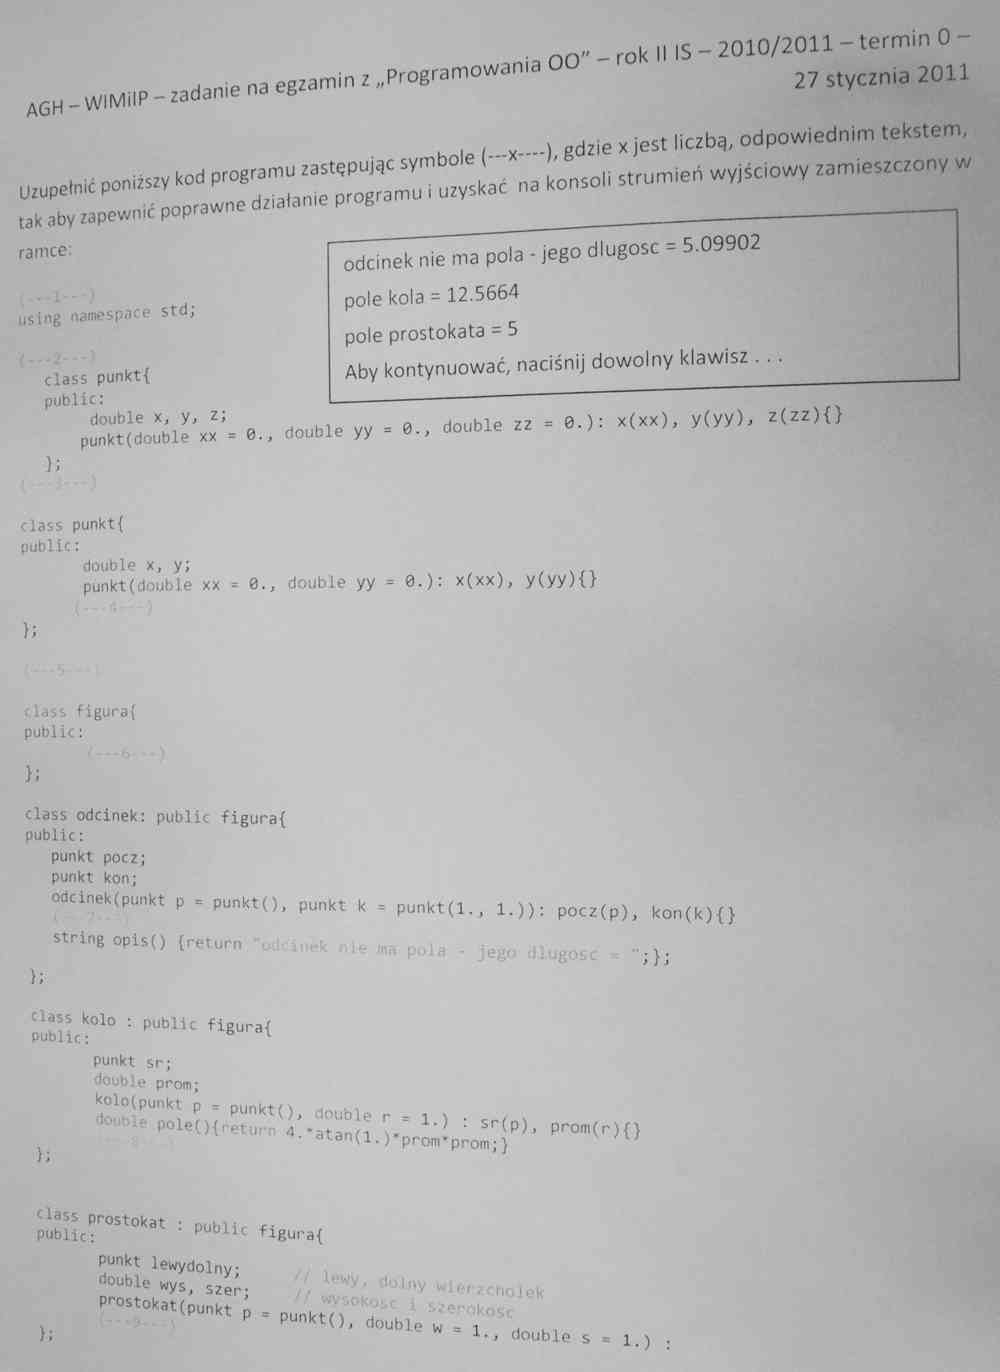 AGH – WIMiIP – zadanie na egzamin z „Programowania OO” – rok II IS – 2010/2011 – termin 0 –
27 stycznia 2011
Uzupełnić poniższy kod programu zastępując symbole (---x----), gdzie x jest liczbą, odpowiednim tekstem,
tak aby zapewnić poprawne działanie programu i uzyskać na konsoli strumień wyjściowy zamieszczony w
ramce:
odcinek nie ma pola - jego dlugosc = 5.09902
pole kola = 12.5664
pole prostokata = 5
Aby kontynuować, naciśnij dowolny klawisz . . .
(---1---)
using namespace std;
(---2---)
class punkt{
public:
double x, y, z;
punkt(double xx = 0., double yy = 0., double zz = 0.): x(xx), y(yy), z(zz){}
};
(---3---)
class punkt{
public:
double x, y;
punkt(double xx = 0., double yy = 0.): x(xx), y(yy){}
(---4---)
};
(---5---)
class figura{
public:
(---6---)
};
class odcinek: public figura{
public:
punkt pocz;
punkt kon;
odcinek(punkt p = punkt(), punkt k = punkt(1., 1.)): pocz(p), kon(k){}
(---7---)
string opis() {return "odcinek nie ma pola - jego dlugosc = ";};
};
class kolo : public figura{
public:
punkt sr;
double prom;
kolo(punkt p = punkt(), double r = 1.) : sr(p), prom(r){}
double pole(){return 4.*atan(1.)*prom*prom;}
(---8---)
};
class prostokat : public figura{
public:
punkt lewydolny; // lewy, dolny wierzcholek
double wys, szer; // wysokosc i szerokosc
prostokat(punkt p = punkt(), double w = 1., double s = 1.) :
(---9---)
};